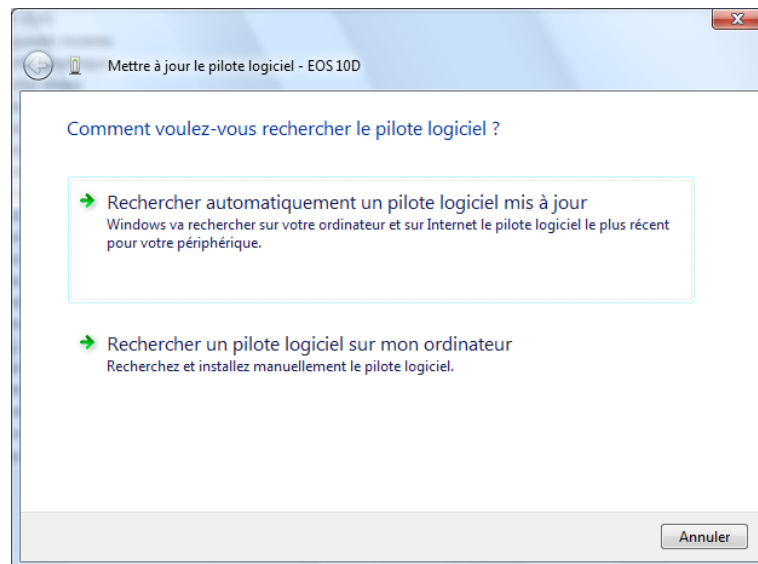 Mettre à jour le pilote logiciel - EOS 10D
Comment voulez-vous rechercher le pilote logiciel ?
Rechercher automatiquement un pilote logiciel mis à jour
Windows va rechercher sur votre ordinateur et sur Internet le pilote logiciel le plus récent
pour votre périphérique.
Rechercher un pilote logiciel sur mon ordinateur
Recherchez et installez manuellement le pilote logiciel.
Annuler